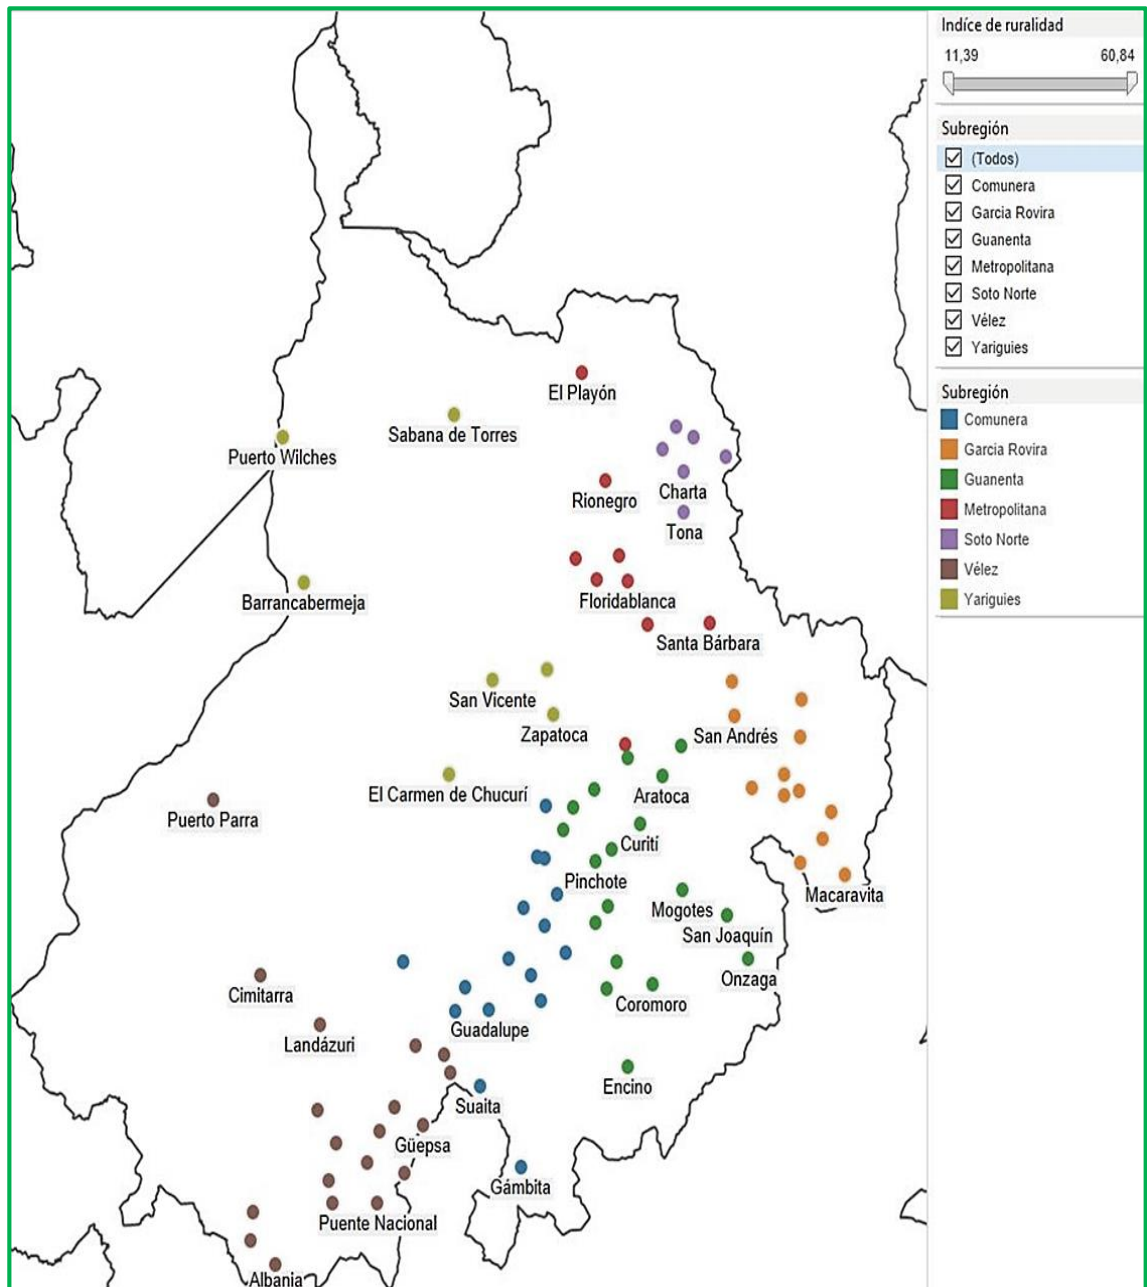 Indíce de ruralidad
11,39 60,84
Subregión
(Todos)
Comunera
Garcia Rovira
Guanenta
Metropolitana
Soto Norte
Vélez
Yariguies
Subregión
Comunera
Garcia Rovira
Guanenta
Metropolitana
Soto Norte
Vélez
Yariguies
El Playón
Sabana de Torres
Puerto Wilches
Rionegro
Charta
Tona
Barrancabermeja
Floridablanca
Santa Bárbara
San Vicente
Zapatoca
San Andrés
El Carmen de Chucurí
Aratoca
Puerto Parra
Curití
Pinchote
Macaravita
Mogotes
San Joaquín
Onzaga
Cimitarra
Coromoro
Guadalupe
Landázuri
Encino
Suaita
Güepsa
Gámbita
Puente Nacional
Albania